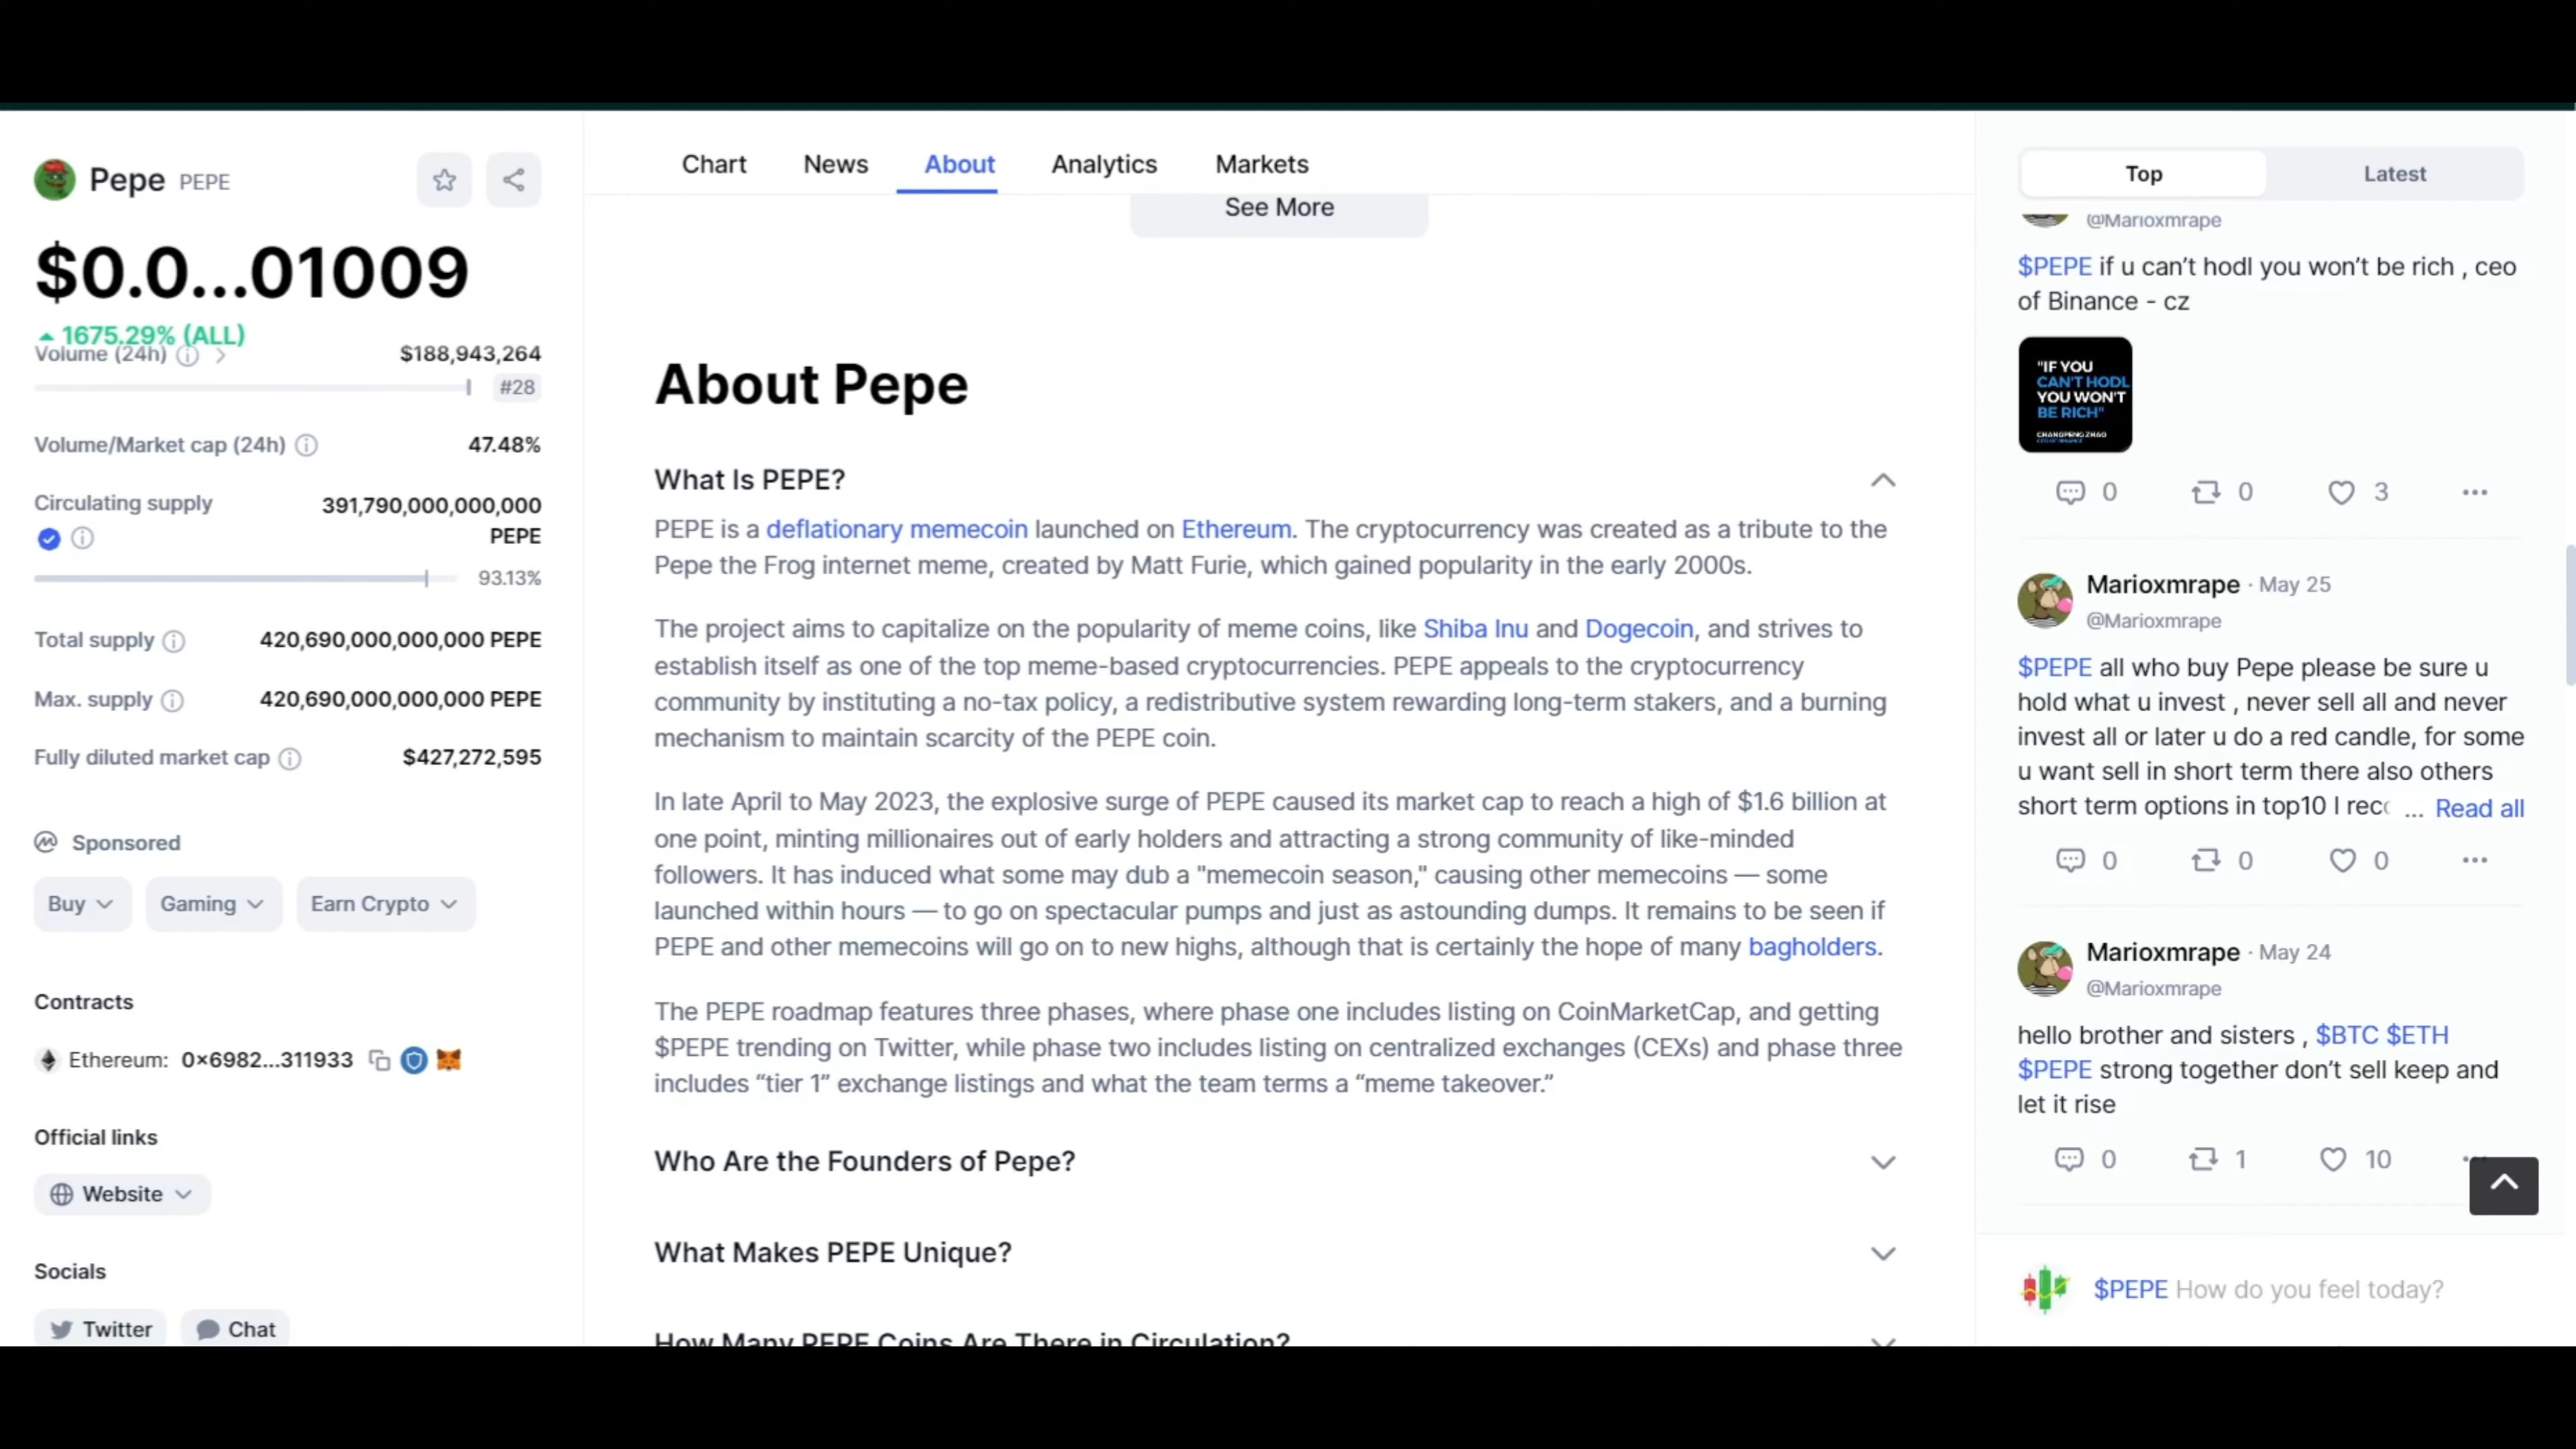 Pepe PEPE
$0.0...01009
1675.29% (ALL)
Volume (24h) $188,943,264
#28
Volume/Market cap (24h) 47.48%
Circulating supply 391,790,000,000,000
PEPE
93.13%
Total supply 420,690,000,000,000 PEPE
Max. supply 420,690,000,000,000 PEPE
Fully diluted market cap $427,272,595
Sponsored
Buy Gaming Earn Crypto
Contracts
Ethereum: 0x6982...311933
Official links
Website
Socials
Twitter Chat
Chart News About Analytics Markets
See More
About Pepe
What Is PEPE?
PEPE is a deflationary memecoin launched on Ethereum. The cryptocurrency was created as a tribute to the
Pepe the Frog internet meme, created by Matt Furie, which gained popularity in the early 2000s.
The project aims to capitalize on the popularity of meme coins, like Shiba Inu and Dogecoin, and strives to
establish itself as one of the top meme-based cryptocurrencies. PEPE appeals to the cryptocurrency
community by instituting a no-tax policy, a redistributive system rewarding long-term stakers, and a burning
mechanism to maintain scarcity of the PEPE coin.
In late April to May 2023, the explosive surge of PEPE caused its market cap to reach a high of $1.6 billion at
one point, minting millionaires out of early holders and attracting a strong community of like-minded
followers. It has induced what some may dub a "memecoin season," causing other memecoins — some
launched within hours — to go on spectacular pumps and just as astounding dumps. It remains to be seen if
PEPE and other memecoins will go on to new highs, although that is certainly the hope of many bagholders.
The PEPE roadmap features three phases, where phase one includes listing on CoinMarketCap, and getting
$PEPE trending on Twitter, while phase two includes listing on centralized exchanges (CEXs) and phase three
includes “tier 1” exchange listings and what the team terms a “meme takeover.”
Who Are the Founders of Pepe?
What Makes PEPE Unique?
How Many PEPE Coins Are There in Circulation?
Top Latest
@Marioxmrape
$PEPE if u can’t hodl you won’t be rich , ceo
of Binance - cz
"IF YOU
CAN'T HODL
YOU WON'T
BE RICH"
CHANGPENG ZHAO
CEO OF BINANCE
0 0 3
Marioxmrape · May 25
@Marioxmrape
$PEPE all who buy Pepe please be sure u
hold what u invest , never sell all and never
invest all or later u do a red candle, for some
u want sell in short term there also others
short term options in top10 I rec ... Read all
0 0 0
Marioxmrape · May 24
@Marioxmrape
hello brother and sisters , $BTC $ETH
$PEPE strong together don’t sell keep and
let it rise
0 1 10
$PEPE How do you feel today?